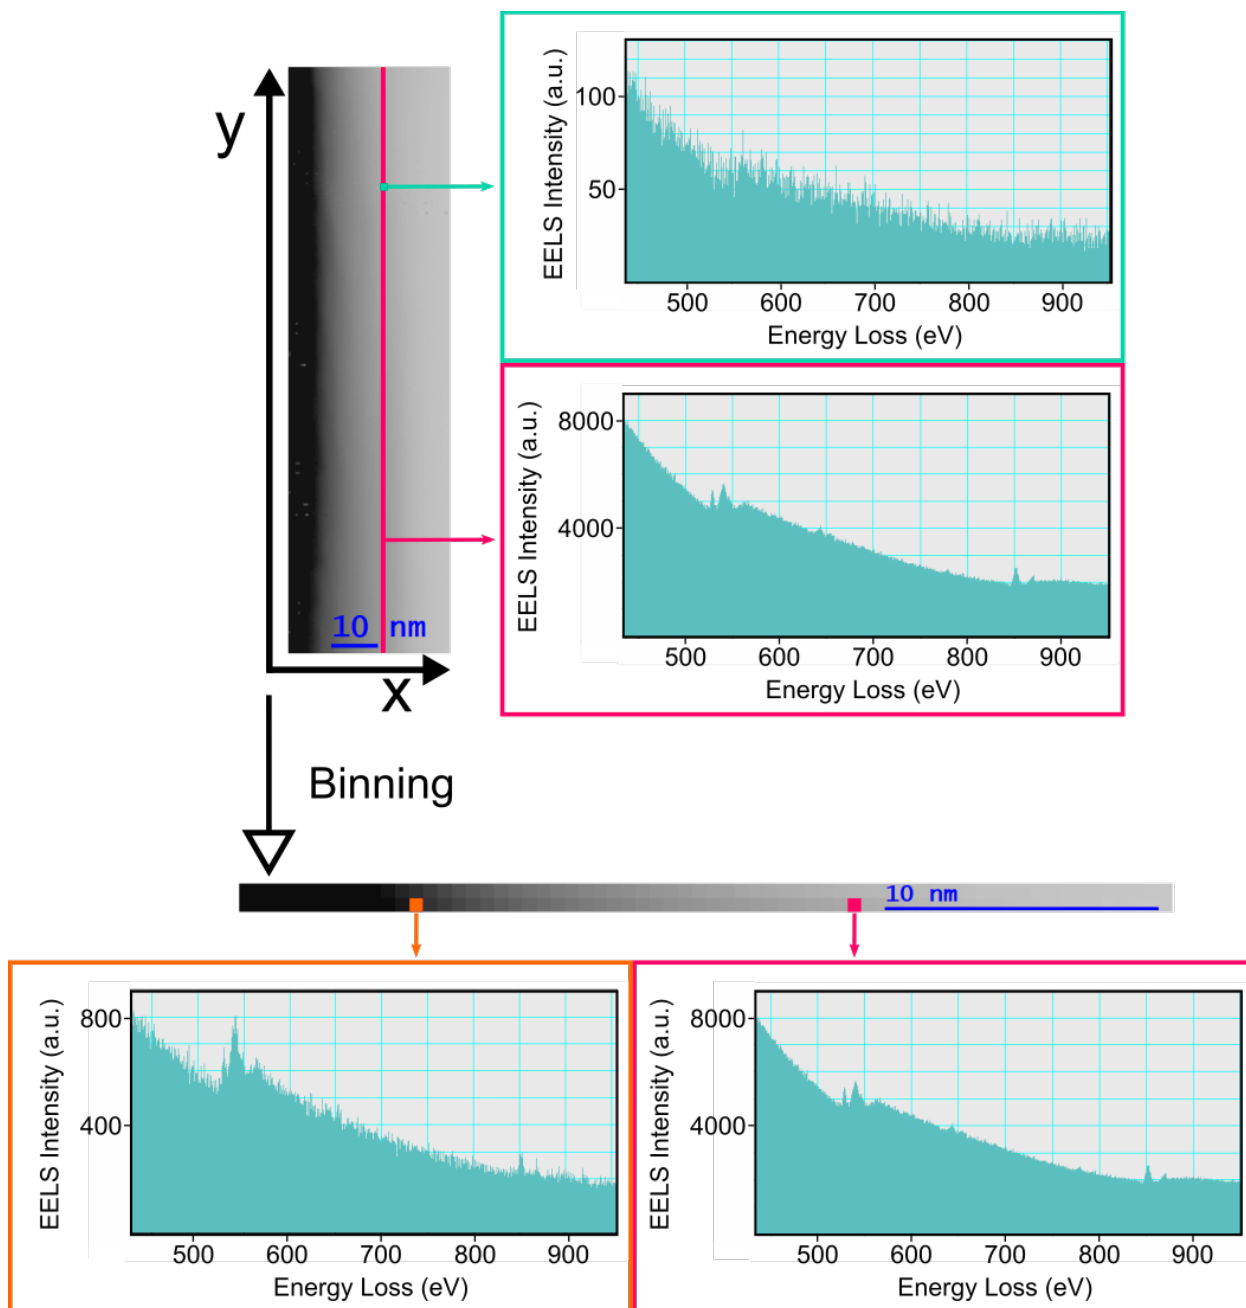 y
10 nm
x
EELS Intensity (a.u.)
100
50
500 600 700 800 900
Energy Loss (eV)
EELS Intensity (a.u.)
8000
4000
500 600 700 800 900
Energy Loss (eV)
Binning
10 nm
EELS Intensity (a.u.)
800
400
500 600 700 800 900
Energy Loss (eV)
EELS Intensity (a.u.)
8000
4000
500 600 700 800 900
Energy Loss (eV)